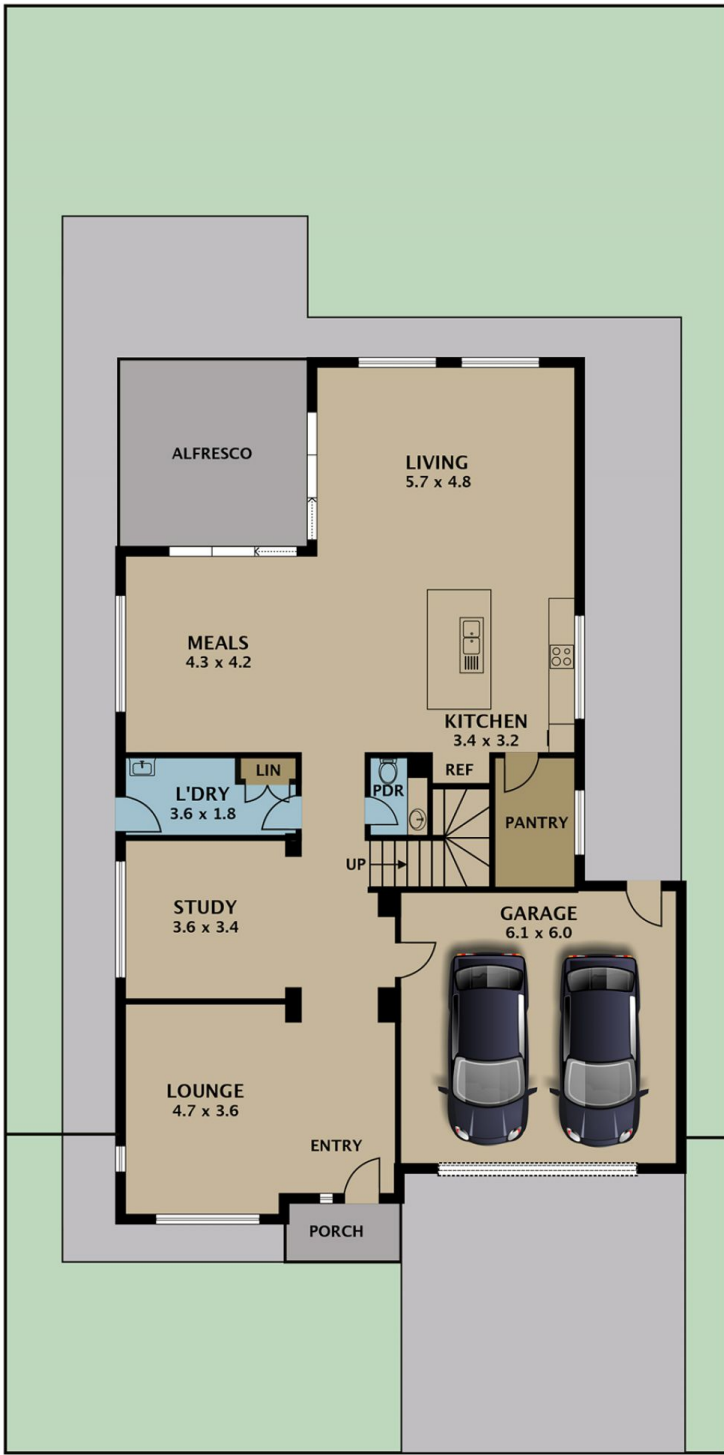 ALFRESCO
LIVING
5.7 x 4.8
MEALS
4.3 x 4.2
KITCHEN
3.4 x 3.2
LIN
REF
L'DRY
3.6 x 1.8
PDR
PANTRY
UP
STUDY
3.6 x 3.4
GARAGE
6.1 x 6.0
LOUNGE
4.7 x 3.6
ENTRY
PORCH